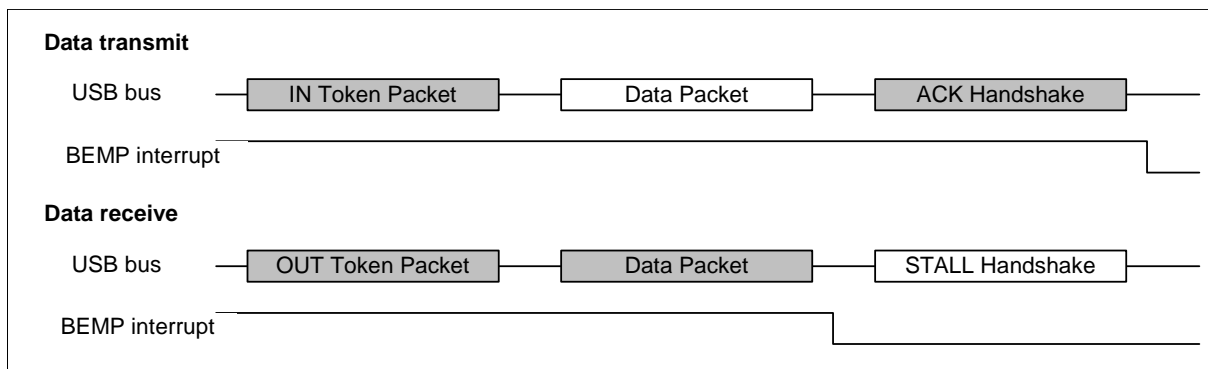 Data transmit
USB bus IN Token Packet Data Packet ACK Handshake
BEMP interrupt
Data receive
USB bus OUT Token Packet Data Packet STALL Handshake
BEMP interrupt